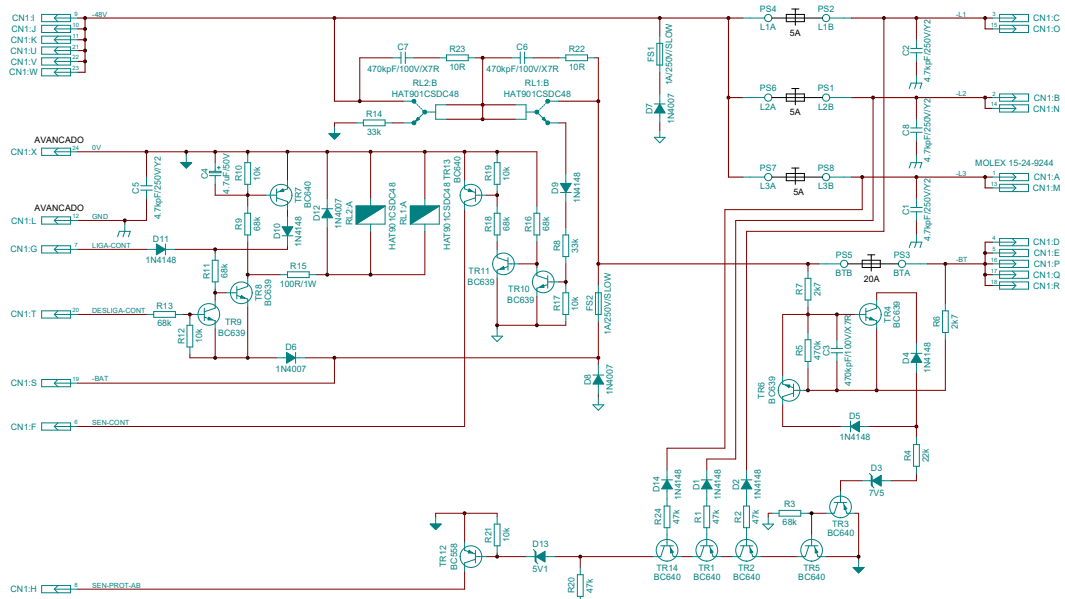 CN1:I 9 -48V
CN1:J 10
CN1:K 11
CN1:U 21
CN1:V 22
CN1:W 23
PS4 PS2
L1A 5A L1B
-L1 3 CN1:C
15 CN1:O
C7 R23 C6 R22
470kpF/100V/X7R 10R 470kpF/100V/X7R 10R
RL2:B
HAT901CSDC48
RL1:B
HAT901CSDC48
FS1
1A/250V/SLOW
D7
1N4007
C2
4.7kpF/250V/Y2
R14
33k
PS6 PS1
L2A 5A L2B
-L2 2 CN1:B
14 CN1:N
C8
4.7kpF/250V/Y2
AVANCADO
CN1:X 24 0V
C5
4.7kpF/250V/Y2
C4
4.7uF/50V
R10
10k
TR7
BC640
R9
68k
D10
1N4148
D12
1N4007
RL2:A
HAT901CSDC48
RL1:A
HAT901CSDC48
TR13
BC640
R19
10k
R18
68k
R16
68k
D9
1N4148
R8
33k
MOLEX 15-24-9244
PS7 PS8
L3A 5A L3B
-L3 1 CN1:A
13 CN1:M
C1
4.7kpF/250V/Y2
AVANCADO
CN1:L 12 GND
CN1:G 7 LIGA-CONT
D11
1N4148
R11
68k
R15
100R/1W
TR8
BC639
TR11
BC639
TR10
BC639
R17
10k
FS2
1A/250V/SLOW
PS5 PS3
BTB 20A BTA
-BT
4 CN1:D
5 CN1:E
16 CN1:P
17 CN1:Q
18 CN1:R
CN1:T 20 DESLIGA-CONT
R13
68k
R12
10k
TR9
BC639
R7
2k7
R5
470k
C3
470kpF/100V/X7R
TR4
BC639
R6
2k7
D4
1N4148
D6
1N4007
CN1:S 19 -BAT
D8
1N4007
TR6
BC639
CN1:F 6 SEN-CONT
D5
1N4148
R4
22k
D3
7V5
D14
1N4148
D1
1N4148
D2
1N4148
R24
47k
R1
47k
R2
47k
R3
68k
TR3
BC640
TR12
BC558
R21
10k
D13
5V1
R20
47k
TR14
BC640
TR1
BC640
TR2
BC640
TR5
BC640
CN1:H 8 SEN-PROT-AB